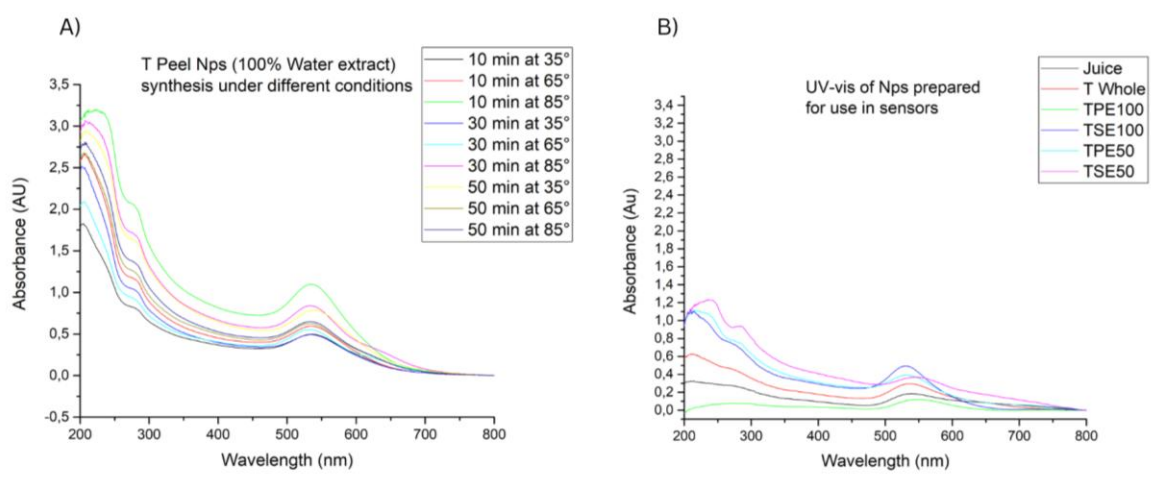 A)
T Peel Nps (100% Water extract)
synthesis under different conditions
10 min at 35°
10 min at 65°
10 min at 85°
30 min at 35°
30 min at 65°
30 min at 85°
50 min at 35°
50 min at 65°
50 min at 85°
Absorbance (AU)
3,5
3,0
2,5
2,0
1,5
1,0
0,5
0,0
-0,5
200 300 400 500 600 700 800
Wavelength (nm)
B)
UV-vis of Nps prepared
for use in sensors
Juice
T Whole
TPE100
TSE100
TPE50
TSE50
Absorbance (Au)
3,4
3,2
3,0
2,8
2,6
2,4
2,2
2,0
1,8
1,6
1,4
1,2
1,0
0,8
0,6
0,4
0,2
0,0
200 300 400 500 600 700 800
Wavelength (nm)